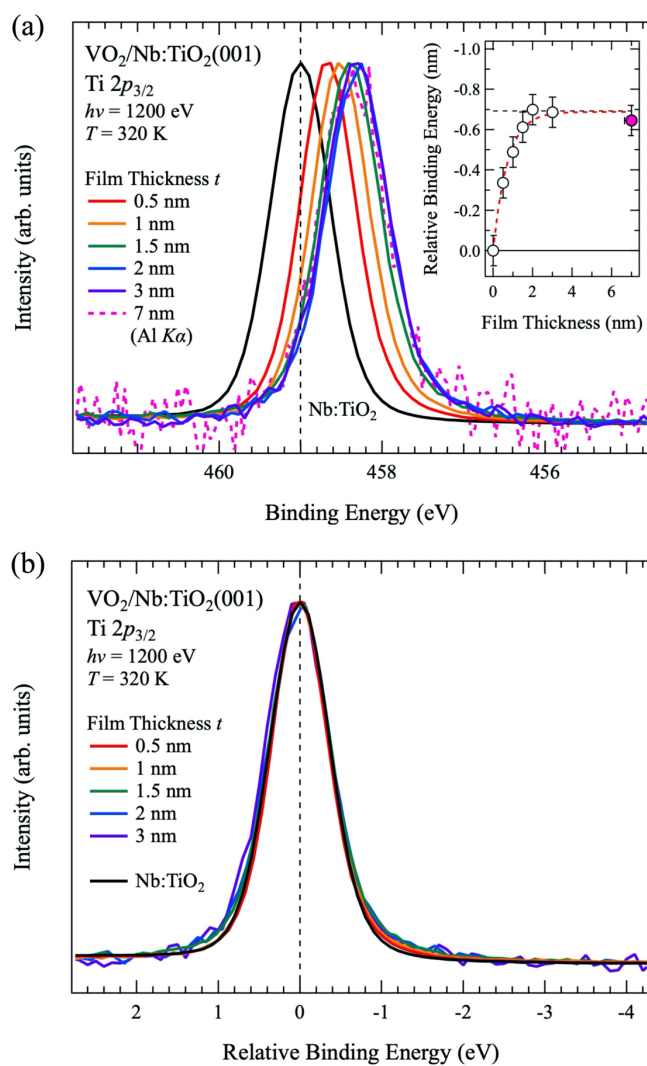 (a)
VO₂/Nb:TiO₂(001)
Ti 2p₃/₂
hν = 1200 eV
T = 320 K
Film Thickness t
0.5 nm
1 nm
1.5 nm
2 nm
3 nm
7 nm
(Al Kα)
Nb:TiO₂
Intensity (arb. units)
460
458
456
Binding Energy (eV)
Relative Binding Energy (nm)
-1.0
-0.8
-0.6
-0.4
-0.2
0.0
0
2
4
6
Film Thickness (nm)
(b)
VO₂/Nb:TiO₂(001)
Ti 2p₃/₂
hν = 1200 eV
T = 320 K
Film Thickness t
0.5 nm
1 nm
1.5 nm
2 nm
3 nm
Nb:TiO₂
Intensity (arb. units)
2
1
0
-1
-2
-3
-4
Relative Binding Energy (eV)